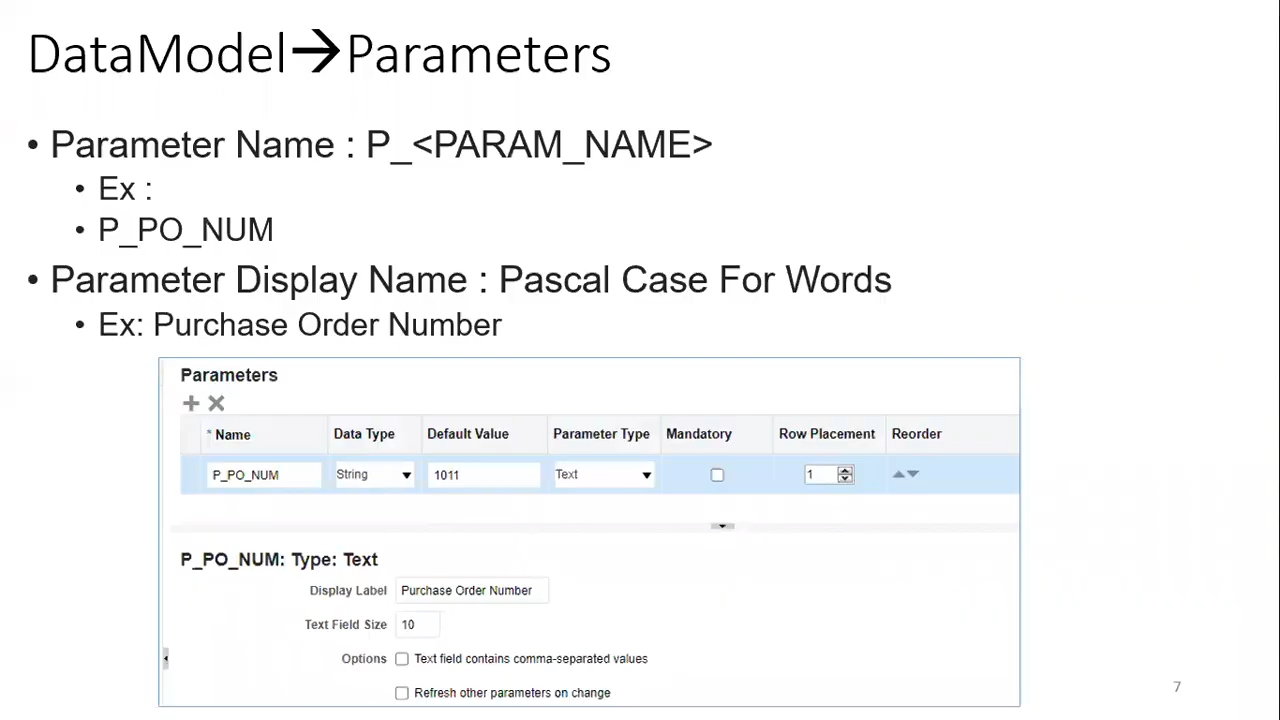 DataModel→Parameters
• Parameter Name : P_<PARAM_NAME>
• Ex :
• P_PO_NUM
• Parameter Display Name : Pascal Case For Words
• Ex: Purchase Order Number
Parameters
* Name Data Type Default Value Parameter Type Mandatory Row Placement Reorder
P_PO_NUM String 1011 Text 1
P_PO_NUM: Type: Text
Display Label Purchase Order Number
Text Field Size 10
Options Text field contains comma-separated values
Refresh other parameters on change
7